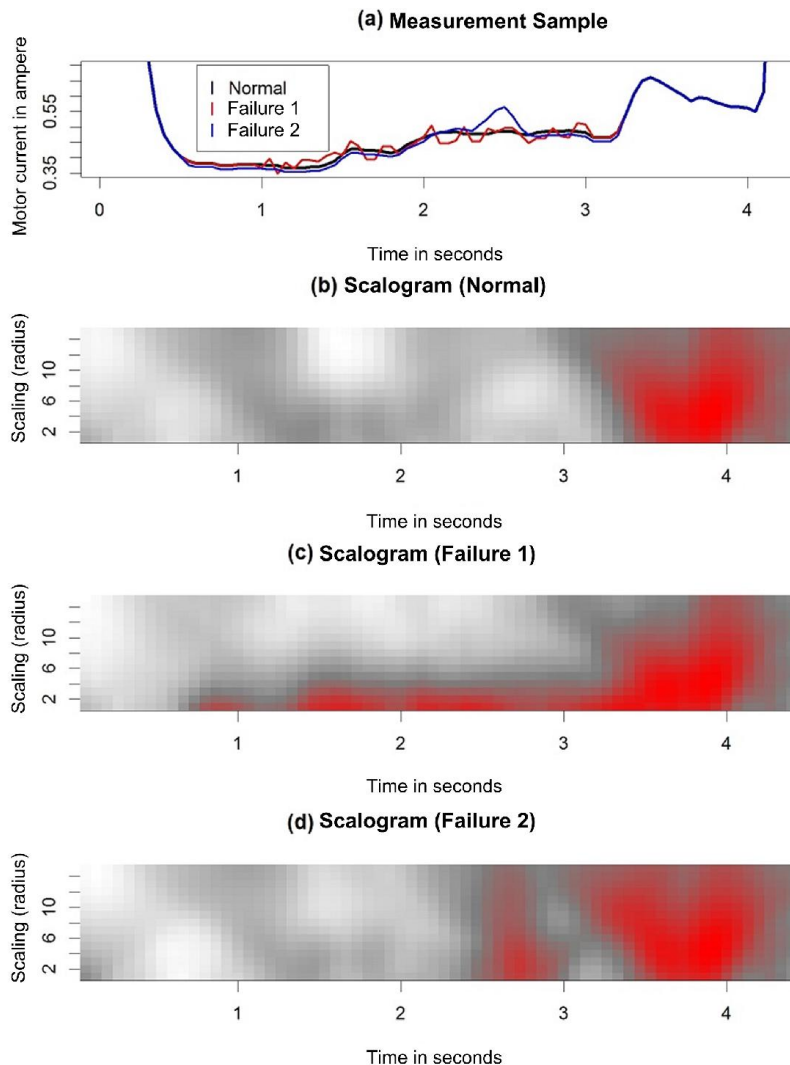 (a) Measurement Sample
Motor current in ampere
0.55
0.35
Normal
Failure 1
Failure 2
0 1 2 3 4
Time in seconds
(b) Scalogram (Normal)
Scaling (radius)
10
6
2
1 2 3 4
Time in seconds
(c) Scalogram (Failure 1)
Scaling (radius)
10
6
2
1 2 3 4
Time in seconds
(d) Scalogram (Failure 2)
Scaling (radius)
10
6
2
1 2 3 4
Time in seconds